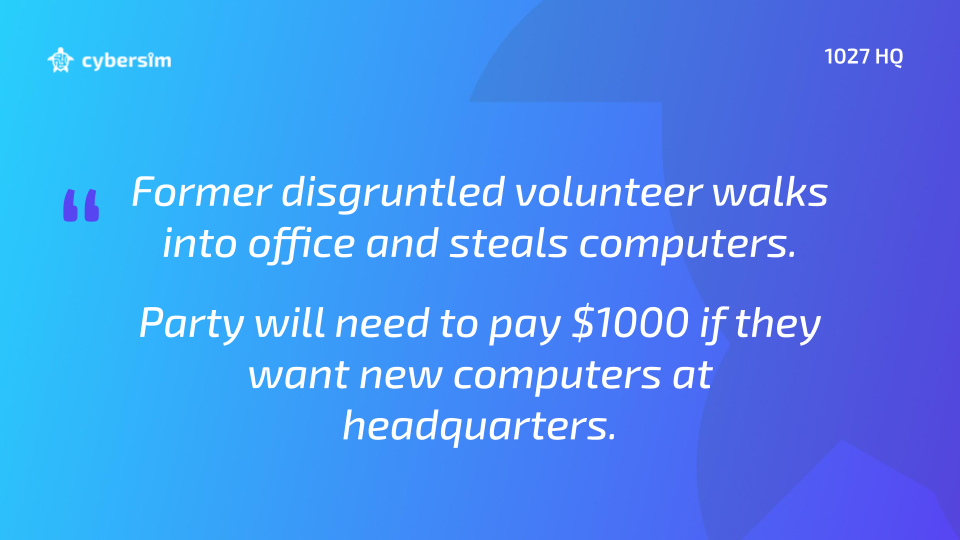 cybersim
1027 HQ
“
Former disgruntled volunteer walks
into office and steals computers.
Party will need to pay $1000 if they
want new computers at
headquarters.